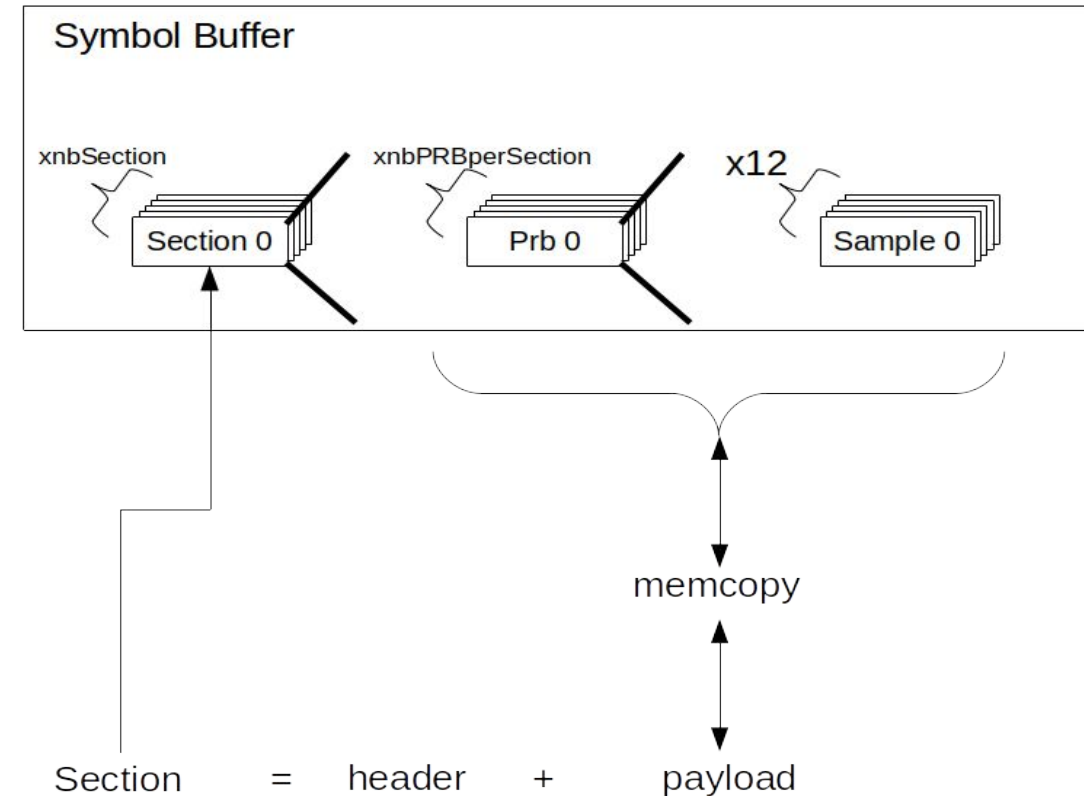 Symbol Buffer
xnbSection
xnbPRBperSection
x12
Section 0
Prb 0
Sample 0
memcopy
Section = header + payload